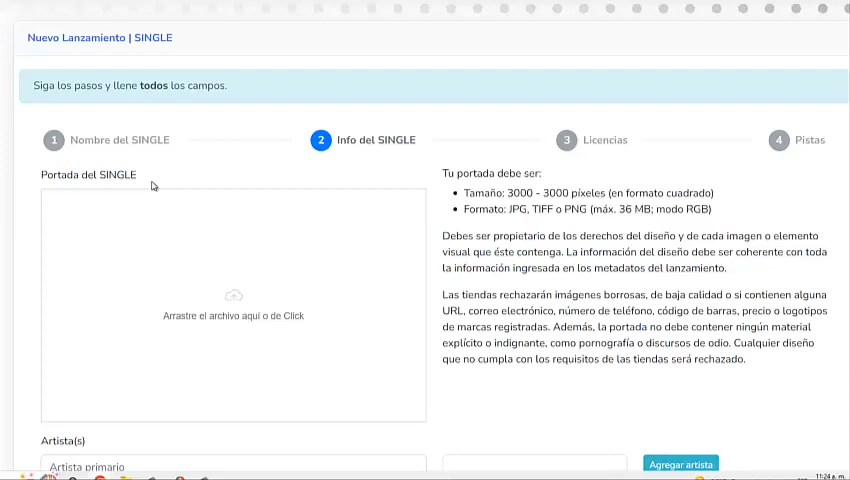 Nuevo Lanzamiento | SINGLE
Siga los pasos y llene todos los campos.
1 Nombre del SINGLE
2 Info del SINGLE
3 Licencias
4 Pistas
Portada del SINGLE
Arrastre el archivo aquí o de Click
Tu portada debe ser:
Tamaño: 3000 - 3000 píxeles (en formato cuadrado)
Formato: JPG, TIFF o PNG (máx. 36 MB; modo RGB)
Debes ser propietario de los derechos del diseño y de cada imagen o elemento
visual que éste contenga. La información del diseño debe ser coherente con toda
la información ingresada en los metadatos del lanzamiento.
Las tiendas rechazarán imágenes borrosas, de baja calidad o si contienen alguna
URL, correo electrónico, número de teléfono, código de barras, precio o logotipos
de marcas registradas. Además, la portada no debe contener ningún material
explícito o indignante, como pornografía o discursos de odio. Cualquier diseño
que no cumpla con los requisitos de las tiendas será rechazado.
Artista(s)
Artista primario
Agregar artista
11:24 a. m.